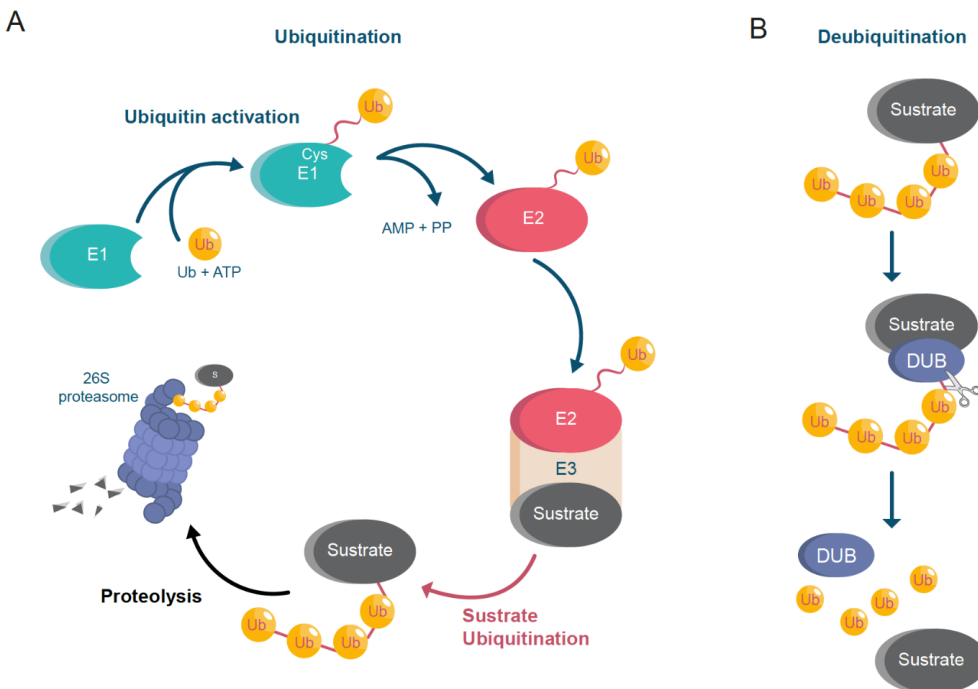 A
Ubiquitination
Ubiquitin activation
Ub
Cys
E1
E1
Ub
Ub + ATP
AMP + PP
Ub
E2
Ub
E2
E3
Sustrate
Sustrate
Ubiquitination
Sustrate
Ub
Ub
Ub
Ub
Proteolysis
26S
proteasome
S
B
Deubiquitination
Sustrate
Ub
Ub
Ub
Ub
Sustrate
DUB
Ub
Ub
Ub
Ub
DUB
Ub
Ub
Ub
Ub
Sustrate